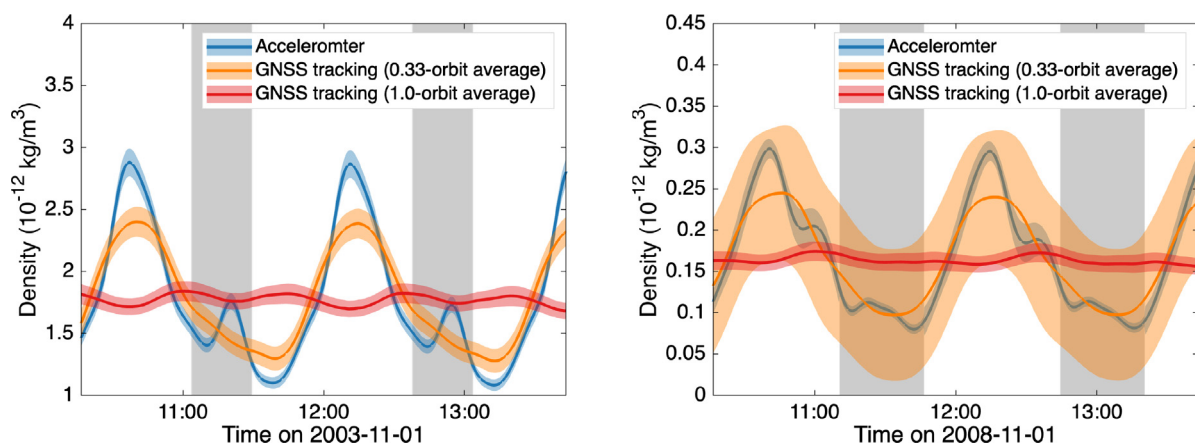 4
3.5
3
2.5
2
1.5
1
Density (10⁻¹² kg/m³)
Acceleromter
GNSS tracking (0.33-orbit average)
GNSS tracking (1.0-orbit average)
11:00
12:00
13:00
Time on 2003-11-01
0.45
0.4
0.35
0.3
0.25
0.2
0.15
0.1
0.05
0
Density (10⁻¹² kg/m³)
Acceleromter
GNSS tracking (0.33-orbit average)
GNSS tracking (1.0-orbit average)
11:00
12:00
13:00
Time on 2008-11-01